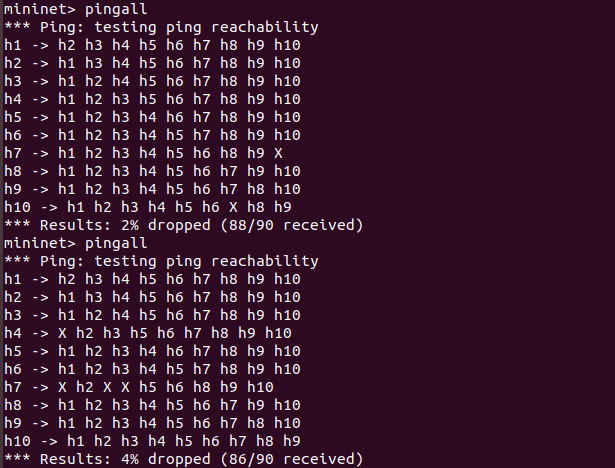 mininet> pingall
*** Ping: testing ping reachability
h1 -> h2 h3 h4 h5 h6 h7 h8 h9 h10
h2 -> h1 h3 h4 h5 h6 h7 h8 h9 h10
h3 -> h1 h2 h4 h5 h6 h7 h8 h9 h10
h4 -> h1 h2 h3 h5 h6 h7 h8 h9 h10
h5 -> h1 h2 h3 h4 h6 h7 h8 h9 h10
h6 -> h1 h2 h3 h4 h5 h7 h8 h9 h10
h7 -> h1 h2 h3 h4 h5 h6 h8 h9 X
h8 -> h1 h2 h3 h4 h5 h6 h7 h9 h10
h9 -> h1 h2 h3 h4 h5 h6 h7 h8 h10
h10 -> h1 h2 h3 h4 h5 h6 X h8 h9
*** Results: 2% dropped (88/90 received)
mininet> pingall
*** Ping: testing ping reachability
h1 -> h2 h3 h4 h5 h6 h7 h8 h9 h10
h2 -> h1 h3 h4 h5 h6 h7 h8 h9 h10
h3 -> h1 h2 h4 h5 h6 h7 h8 h9 h10
h4 -> X h2 h3 h5 h6 h7 h8 h9 h10
h5 -> h1 h2 h3 h4 h6 h7 h8 h9 h10
h6 -> h1 h2 h3 h4 h5 h7 h8 h9 h10
h7 -> X h2 X X h5 h6 h8 h9 h10
h8 -> h1 h2 h3 h4 h5 h6 h7 h9 h10
h9 -> h1 h2 h3 h4 h5 h6 h7 h8 h10
h10 -> h1 h2 h3 h4 h5 h6 h7 h8 h9
*** Results: 4% dropped (86/90 received)